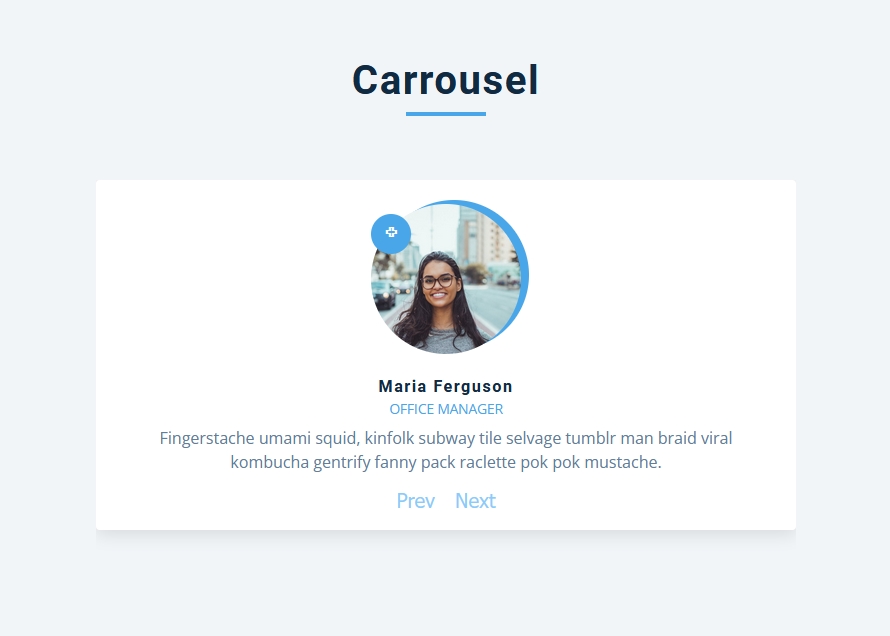 Carrousel
Maria Ferguson
OFFICE MANAGER
Fingerstache umami squid, kinfolk subway tile selvage tumblr man braid viral
kombucha gentrify fanny pack raclette pok pok mustache.
Prev Next